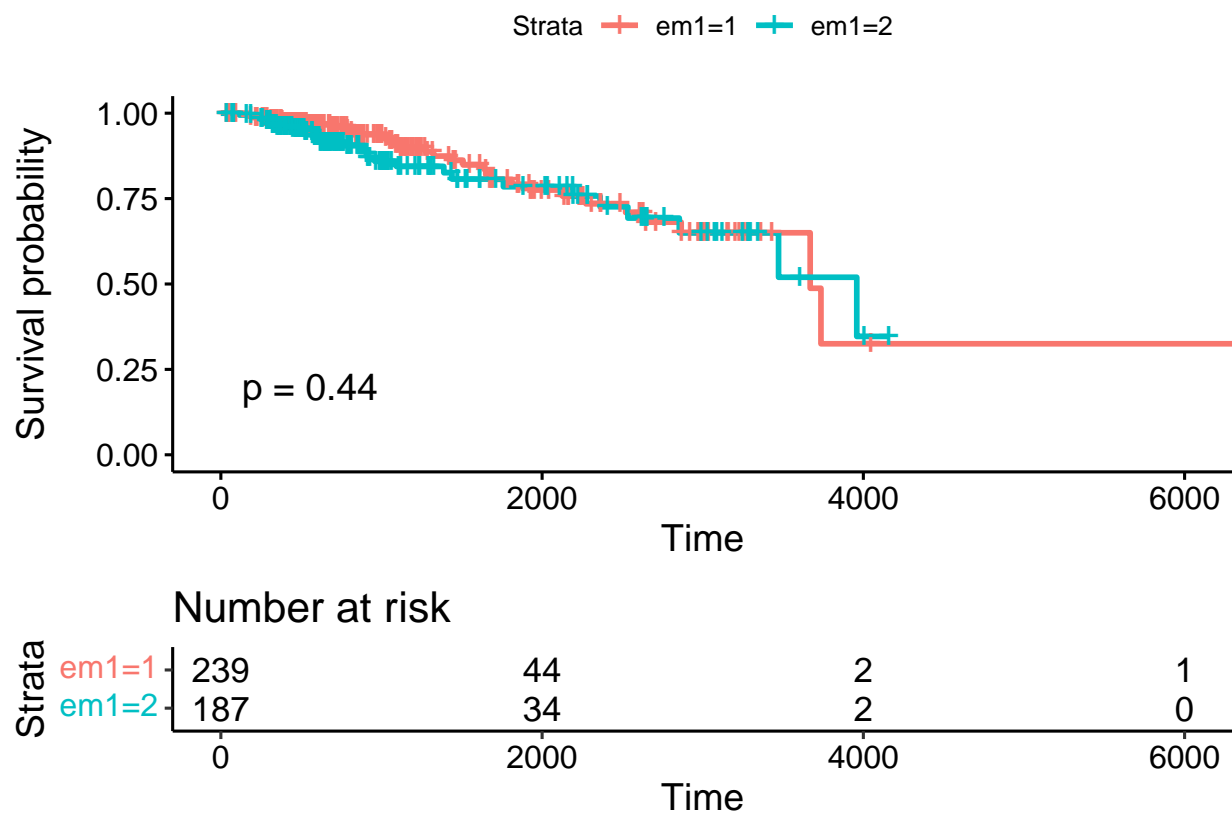 Strata em1=1 em1=2
Survival probability
1.00
0.75
0.50
0.25
0.00
p = 0.44
0 2000 4000 6000
Time
Number at risk
Strata
em1=1 239 44 2 1
em1=2 187 34 2 0
0 2000 4000 6000
Time